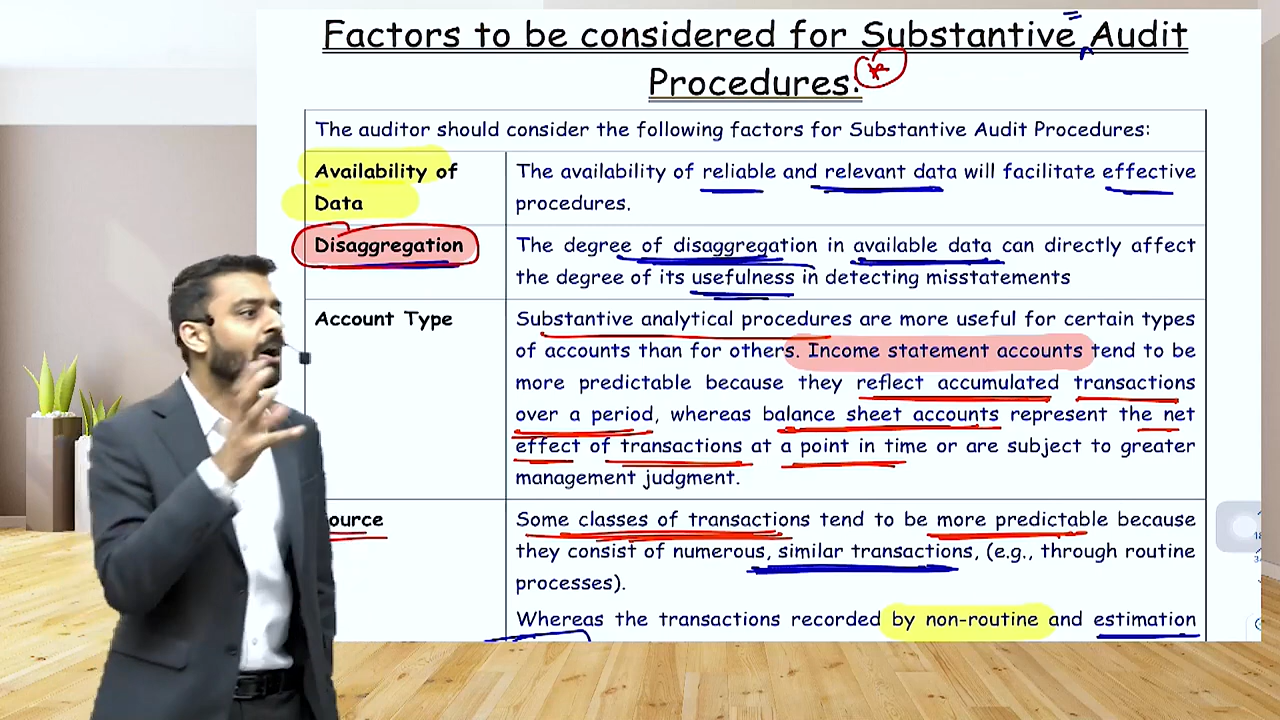 Factors to be considered for Substantive Audit
Procedures:
The auditor should consider the following factors for Substantive Audit Procedures:
Availability of
Data
The availability of reliable and relevant data will facilitate effective
procedures.
Disaggregation
The degree of disaggregation in available data can directly affect
the degree of its usefulness in detecting misstatements
Account Type
Substantive analytical procedures are more useful for certain types
of accounts than for others. Income statement accounts tend to be
more predictable because they reflect accumulated transactions
over a period, whereas balance sheet accounts represent the net
effect of transactions at a point in time or are subject to greater
management judgment.
Source
Some classes of transactions tend to be more predictable because
they consist of numerous, similar transactions, (e.g., through routine
processes).
Whereas the transactions recorded by non-routine and estimation